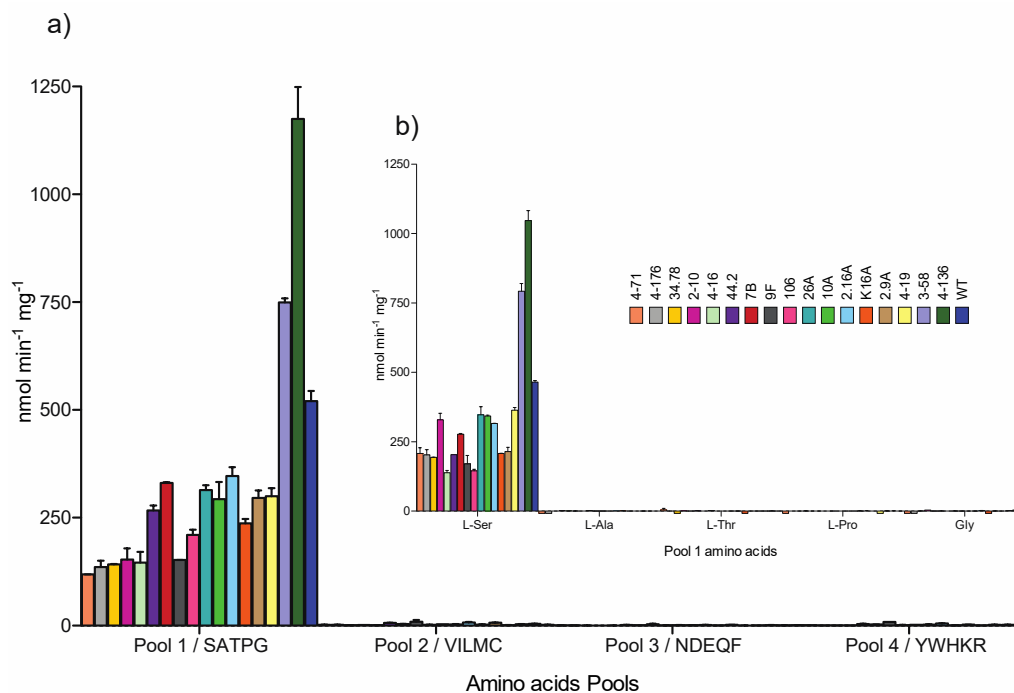 a)
nmol min⁻¹ mg⁻¹
1250
1000
750
500
250
0
Pool 1 / SATPG
Pool 2 / VILMC
Pool 3 / NDEQF
Pool 4 / YWHKR
Amino acids Pools
b)
nmol min⁻¹ mg⁻¹
1250
1000
750
500
250
0
L-Ser
L-Ala
L-Thr
L-Pro
Gly
Pool 1 amino acids
4-71
4-176
34.78
2-10
4-16
44.2
7B
9F
106
26A
10A
2.16A
K16A
2.9A
4-19
3-58
4-136
WT